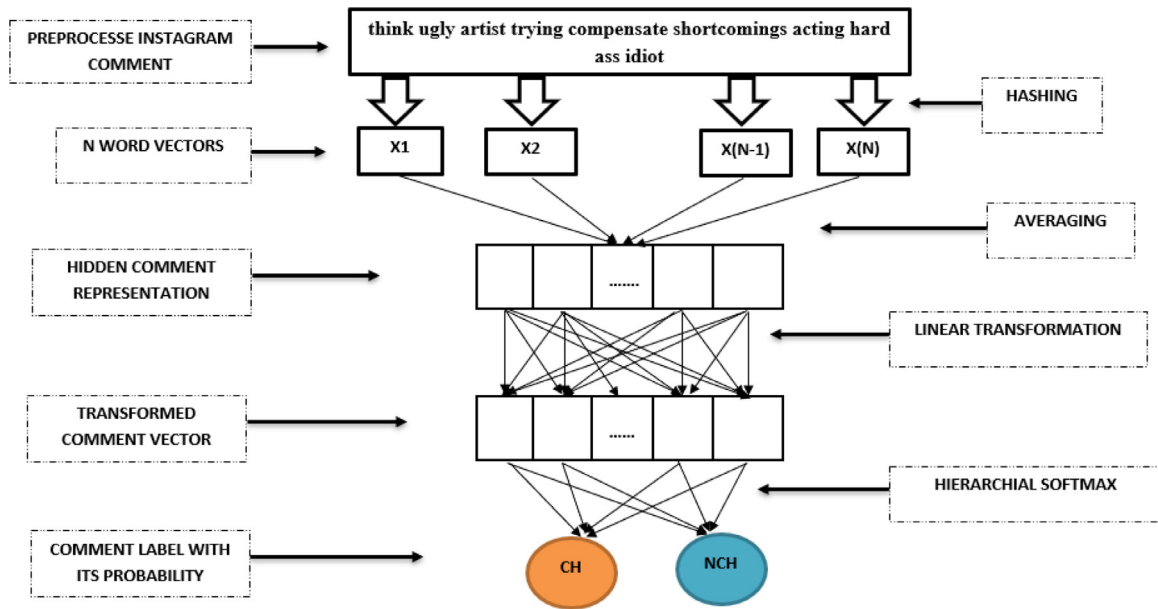 PREPROCESSE INSTAGRAM
COMMENT
think ugly artist trying compensate shortcomings acting hard
ass idiot
HASHING
N WORD VECTORS
X1
X2
X(N-1)
X(N)
AVERAGING
HIDDEN COMMENT
REPRESENTATION
.......
LINEAR TRANSFORMATION
TRANSFORMED
COMMENT VECTOR
......
HIERARCHIAL SOFTMAX
COMMENT LABEL WITH
ITS PROBABILITY
CH
NCH